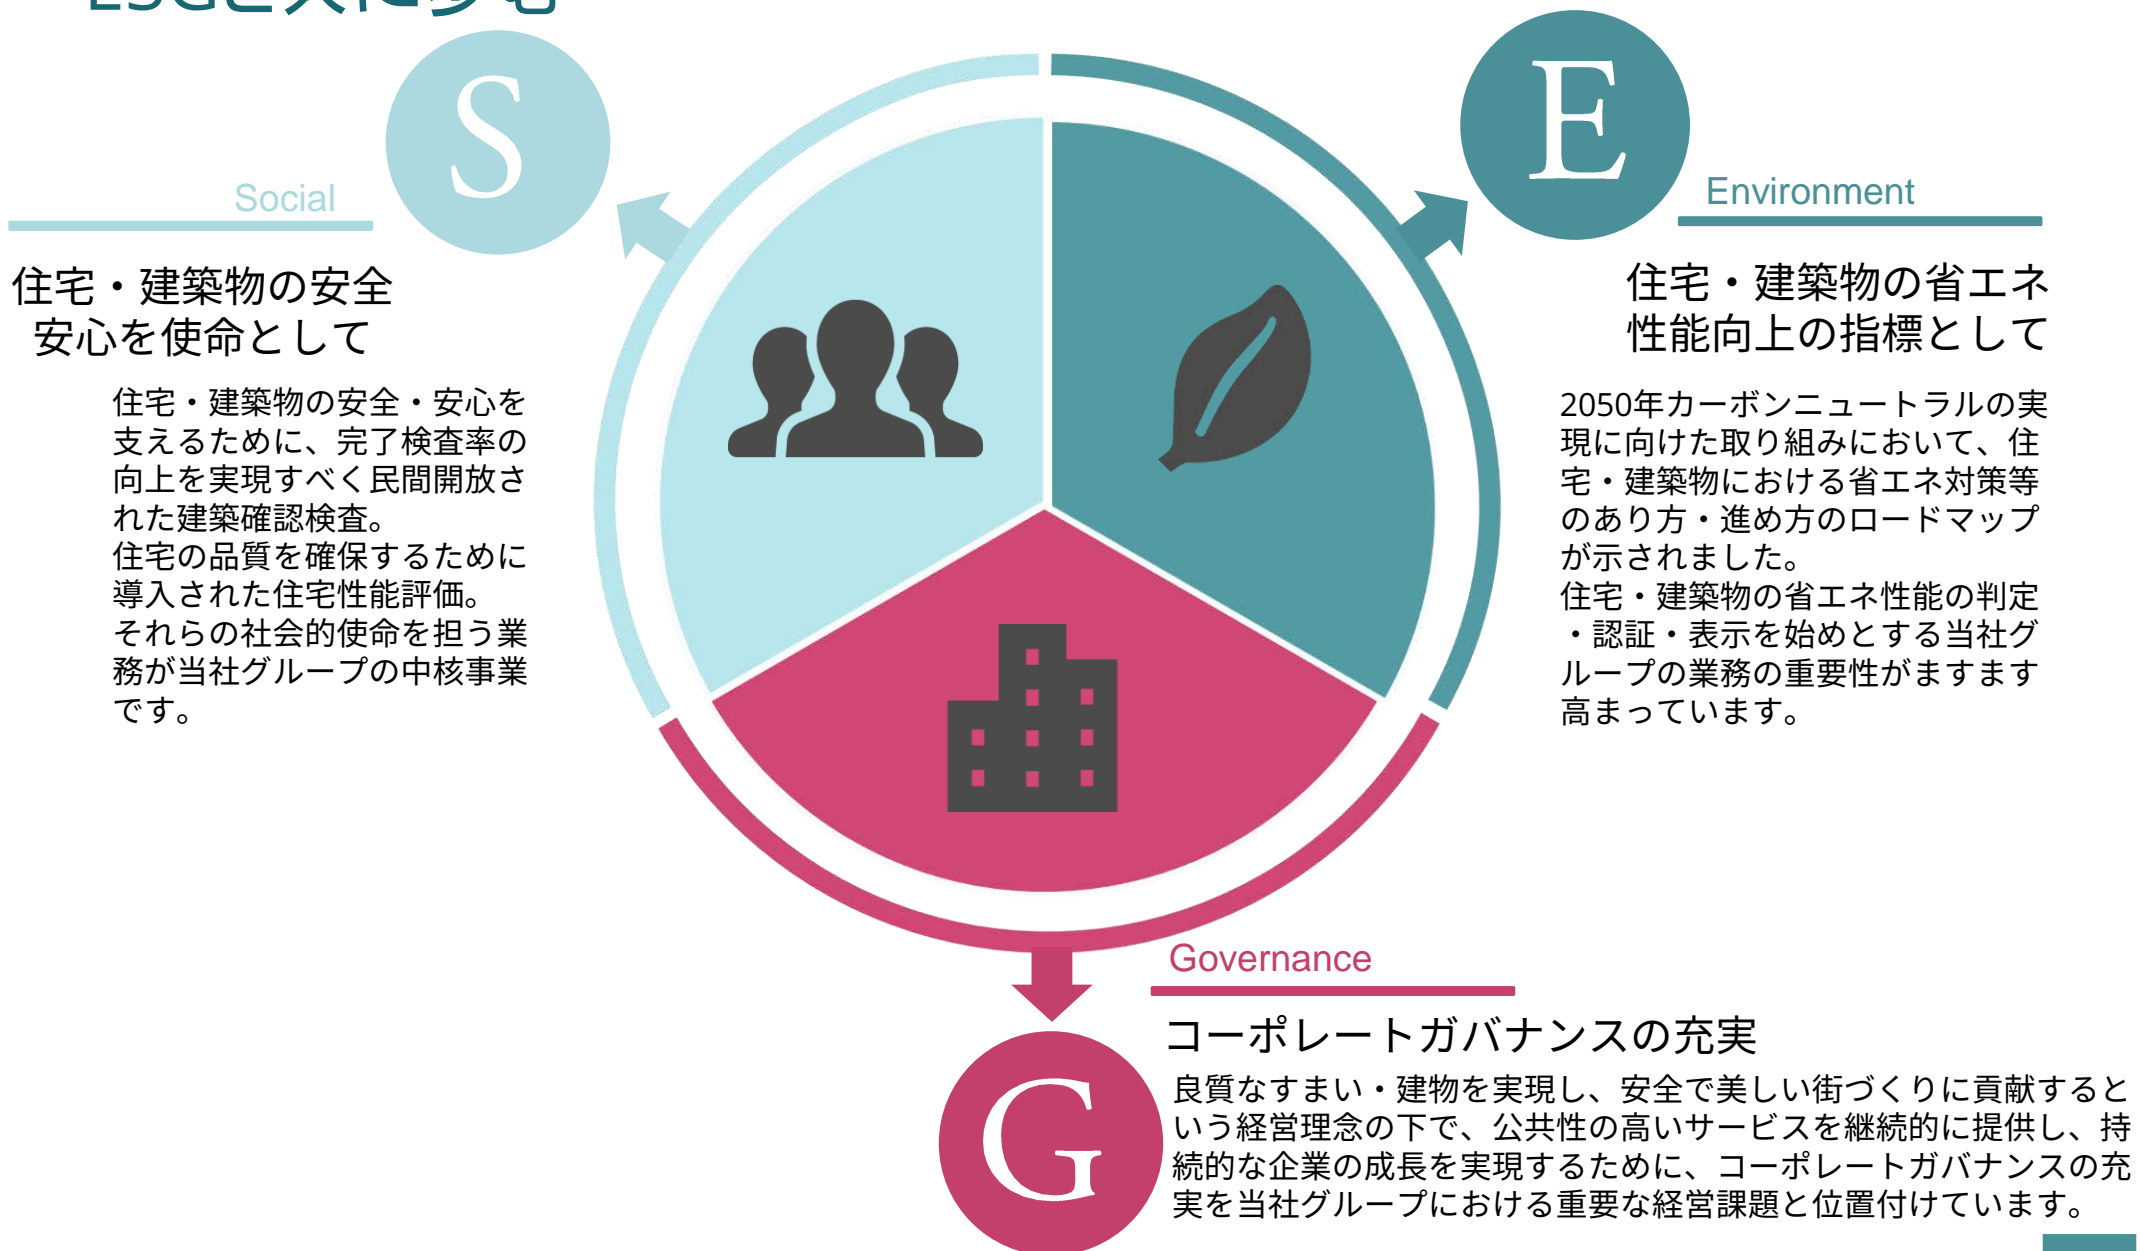 S
Social
住宅・建築物の安全
安心を使命として
住宅・建築物の安全・安心を
支えるために、完了検査率の
向上を実現すべく民間開放さ
れた建築確認検査。
住宅の品質を確保するために
導入された住宅性能評価。
それらの社会的使命を担う業
務が当社グループの中核事業
です。
E
Environment
住宅・建築物の省エネ
性能向上の指標として
2050年カーボンニュートラルの実
現に向けた取り組みにおいて、住
宅・建築物における省エネ対策等
のあり方・進め方のロードマップ
が示されました。
住宅・建築物の省エネ性能の判定
・認証・表示を始めとする当社グ
ループの業務の重要性がますます
高まっています。
G
Governance
コーポレートガバナンスの充実
良質なすまい・建物を実現し、安全で美しい街づくりに貢献すると
いう経営理念の下で、公共性の高いサービスを継続的に提供し、持
続的な企業の成長を実現するために、コーポレートガバナンスの充
実を当社グループにおける重要な経営課題と位置付けています。